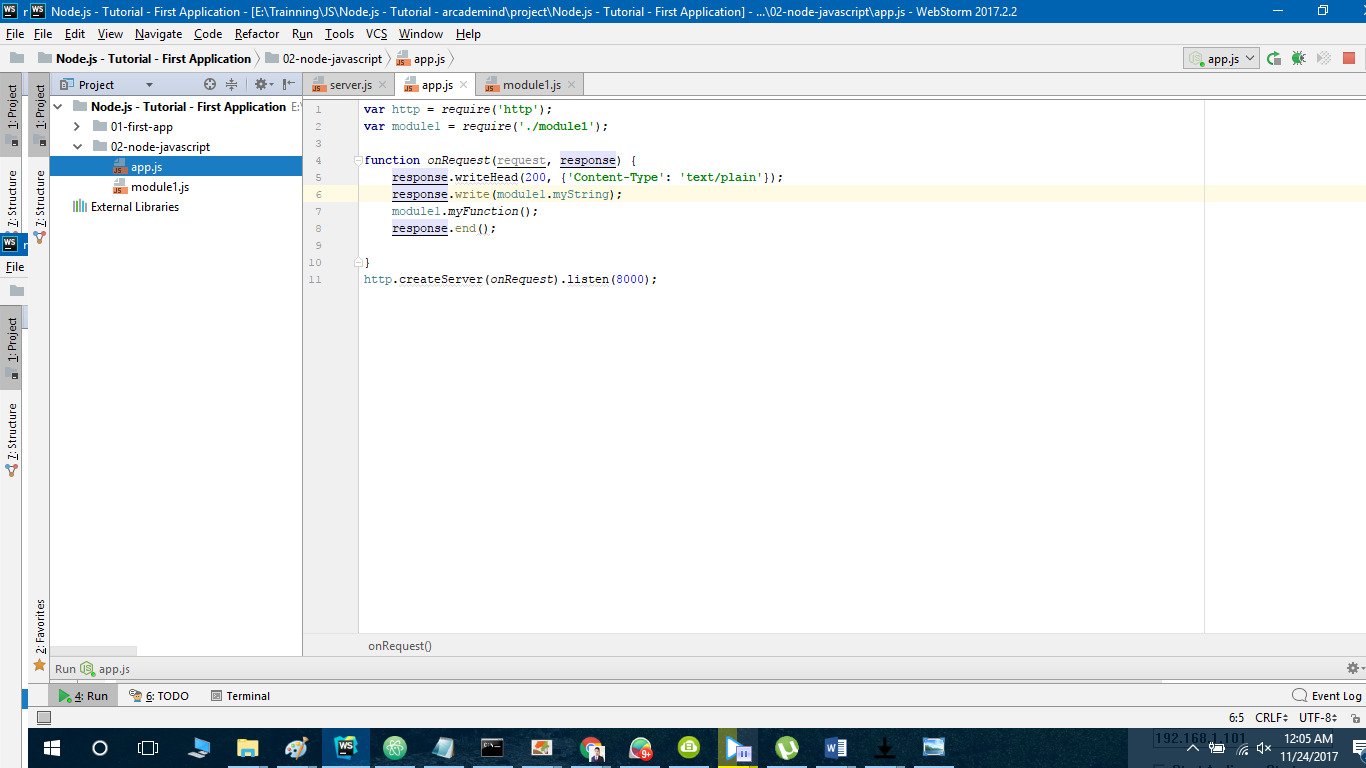 Node.js - Tutorial - First Application - [E:\Trainning\JS\Node.js - Tutorial - arcademind\project\Node.js - Tutorial - First Application] - ...\02-node-javascript\app.js - WebStorm 2017.2.2
File File Edit View Navigate Code Refactor Run Tools VCS Window Help
Node.js - Tutorial - First Application 02-node-javascript app.js
app.js
1: Project
1: Project
Project
server.js app.js module1.js
Node.js - Tutorial - First Application E:
01-first-app
02-node-javascript
app.js
module1.js
External Libraries
7: Structure
7: Structure
File
1: Project
7: Structure
2: Favorites
1 var http = require('http');
2 var module1 = require('./module1');
3
4 function onRequest(request, response) {
5 response.writeHead(200, {'Content-Type': 'text/plain'});
6 response.write(module1.myString);
7 module1.myFunction();
8 response.end();
9
10 }
11 http.createServer(onRequest).listen(8000);
onRequest()
Run app.js
4: Run 6: TODO Terminal
Event Log
6:5 CRLF UTF-8
WS
9+
W
192.168.1.101
12:05 AM
11/24/2017